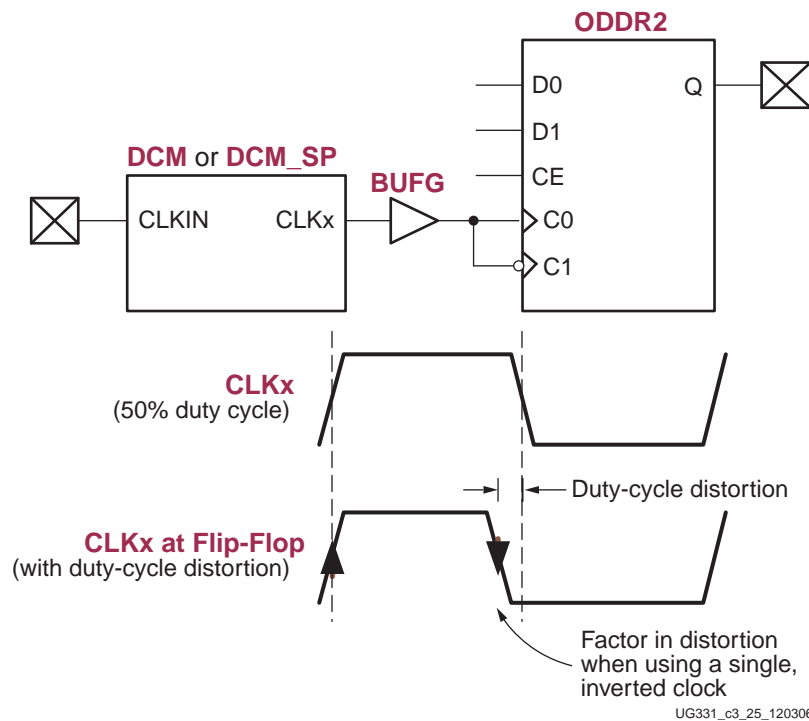 ODDR2
D0
Q
D1
DCM or DCM_SP
BUFG
CE
CLKIN
CLKx
C0
C1
CLKx
(50% duty cycle)
Duty-cycle distortion
CLKx at Flip-Flop
(with duty-cycle distortion)
Factor in distortion
when using a single,
inverted clock
UG331_c3_25_120306